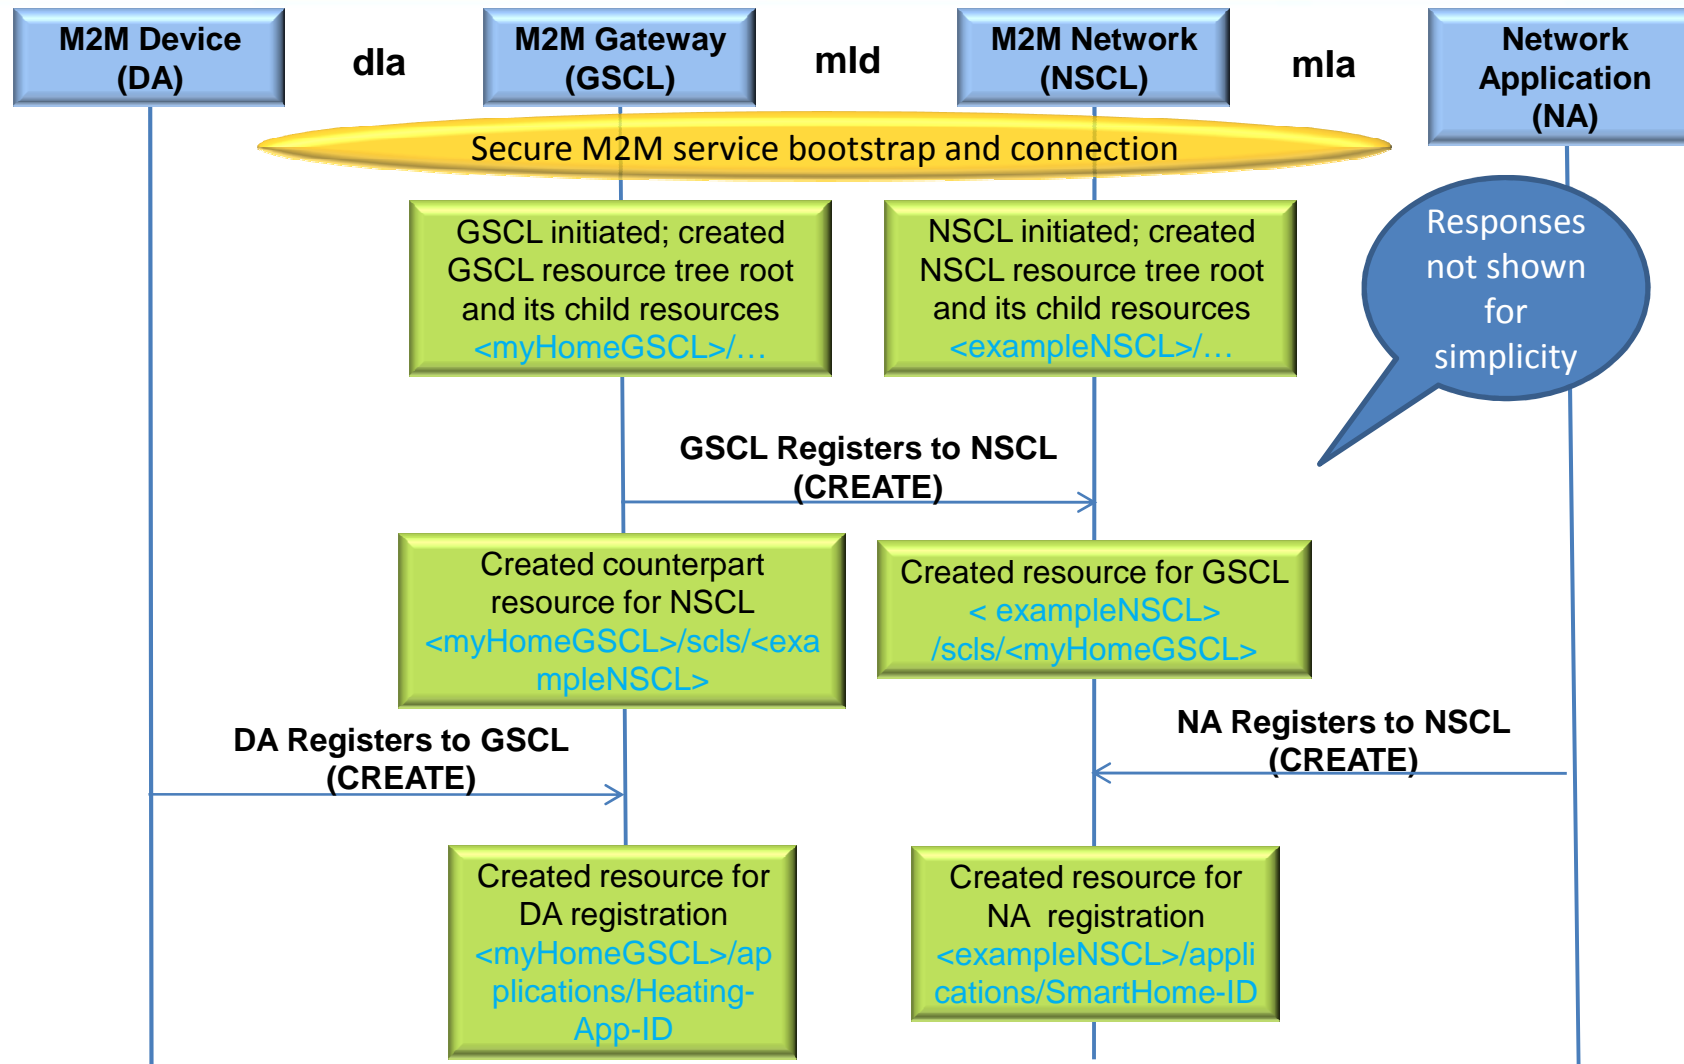 M2M Device
(DA)
dIa
M2M Gateway
(GSCL)
mId
M2M Network
(NSCL)
mIa
Network
Application
(NA)
Secure M2M service bootstrap and connection
GSCL initiated; created
GSCL resource tree root
and its child resources
<myHomeGSCL>/…
NSCL initiated; created
NSCL resource tree root
and its child resources
<exampleNSCL>/…
Responses
not shown
for
simplicity
GSCL Registers to NSCL
(CREATE)
Created counterpart
resource for NSCL
<myHomeGSCL>/scls/<exa
mpleNSCL>
Created resource for GSCL
< exampleNSCL>
/scls/<myHomeGSCL>
DA Registers to GSCL
(CREATE)
NA Registers to NSCL
(CREATE)
Created resource for
DA registration
<myHomeGSCL>/ap
plications/Heating-
App-ID
Created resource for
NA registration
<exampleNSCL>/appli
cations/SmartHome-ID